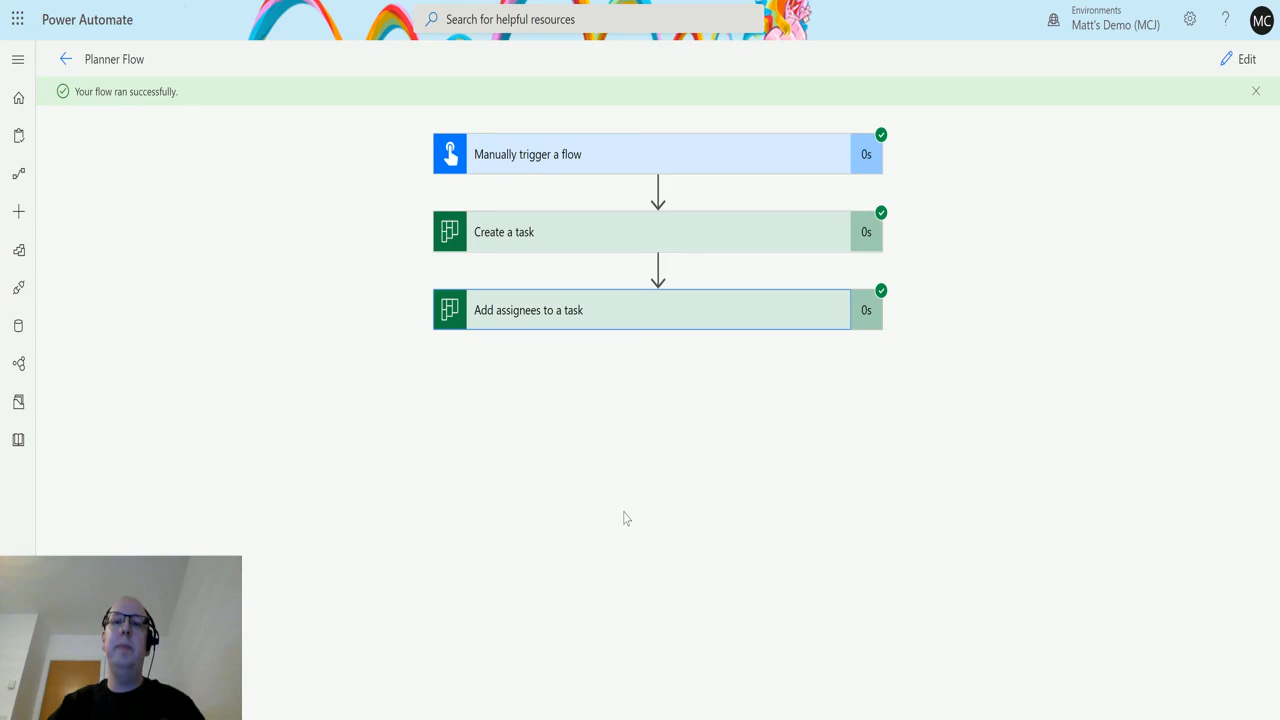 Power Automate
Search for helpful resources
Environments
Matt's Demo (MCJ)
MC
Planner Flow
Edit
Your flow ran successfully.
Manually trigger a flow
0s
Create a task
0s
Add assignees to a task
0s